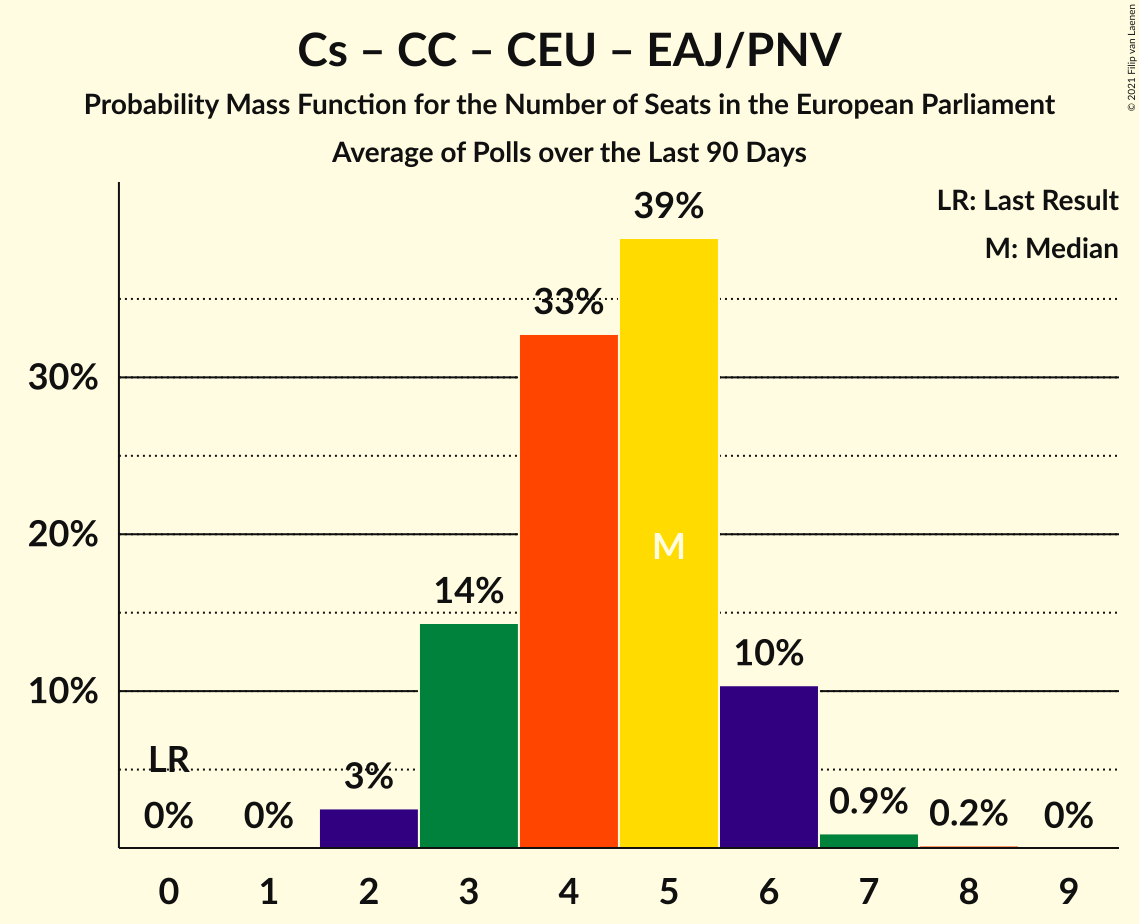 Cs – CC – CEU – EAJ/PNV
Probability Mass Function for the Number of Seats in the European Parliament
Average of Polls over the Last 90 Days
© 2021 Filip van Laenen
LR: Last Result
M: Median
39%
33%
30%
20%
M
14%
10%
10%
LR
0%
0%
3%
0.9%
0.2%
0%
0 1 2 3 4 5 6 7 8 9